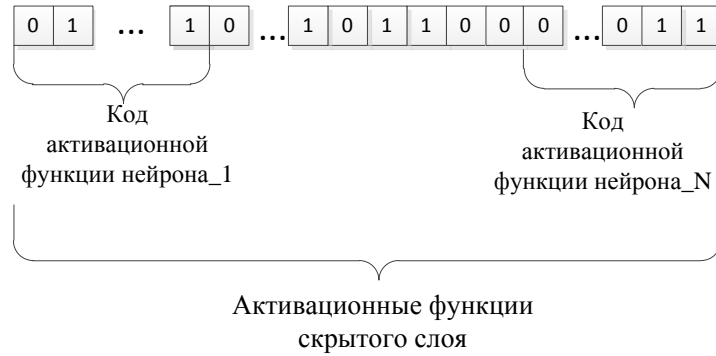 0 1 ... 1 0 ... 1 0 1 1 0 0 0 ... 0 1 1
Код
активационной
функции нейрона_1
Код
активационной
функции нейрона_N
Активационные функции
скрытого слоя